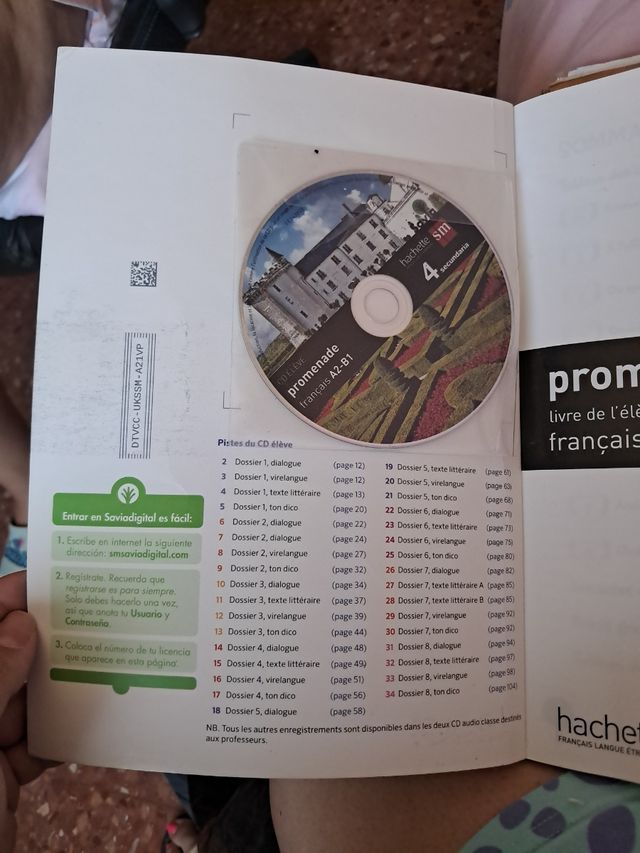 hachette
sm
4
secundaria
CD ÉLÈVE
promenade
français A2-B1
DTVCC-UKSSM-A21VP
Entrar en Saviadigital es fácil:
1. Escribe en internet la siguiente
dirección: smsaviadigital.com
2. Regístrate. Recuerda que
registrarse es para siempre.
Solo debes hacerlo una vez,
así que anota tu Usuario y
Contraseña.
3. Coloca el número de tu licencia
que aparece en esta página.
Pistes du CD élève
2 Dossier 1, dialogue (page 12)
3 Dossier 1, virelangue (page 12)
4 Dossier 1, texte littéraire (page 13)
5 Dossier 1, ton dico (page 20)
6 Dossier 2, dialogue (page 22)
7 Dossier 2, dialogue (page 24)
8 Dossier 2, virelangue (page 27)
9 Dossier 2, ton dico (page 32)
10 Dossier 3, dialogue (page 34)
11 Dossier 3, texte littéraire (page 37)
12 Dossier 3, virelangue (page 39)
13 Dossier 3, ton dico (page 44)
14 Dossier 4, dialogue (page 48)
15 Dossier 4, texte littéraire (page 49)
16 Dossier 4, virelangue (page 51)
17 Dossier 4, ton dico (page 56)
18 Dossier 5, dialogue (page 58)
19 Dossier 5, texte littéraire (page 61)
20 Dossier 5, virelangue (page 63)
21 Dossier 5, ton dico (page 68)
22 Dossier 6, dialogue (page 71)
23 Dossier 6, texte littéraire (page 73)
24 Dossier 6, virelangue (page 75)
25 Dossier 6, ton dico (page 80)
26 Dossier 7, dialogue (page 82)
27 Dossier 7, texte littéraire A (page 85)
28 Dossier 7, texte littéraire B (page 85)
29 Dossier 7, virelangue (page 92)
30 Dossier 7, ton dico (page 92)
31 Dossier 8, dialogue (page 94)
32 Dossier 8, texte littéraire (page 97)
33 Dossier 8, virelangue (page 98)
34 Dossier 8, ton dico (page 104)
NB. Tous les autres enregistrements sont disponibles dans les deux CD audio classe destinés
aux professeurs.
prom
livre de l'élè
français
hachet
FRANÇAIS LANGUE ÉTR